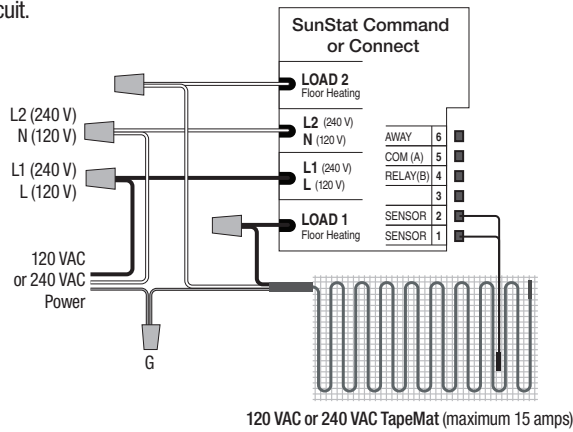 cuit.
SunStat Command
or Connect
LOAD 2
Floor Heating
L2 (240 V)
N (120 V)
L2 (240 V)
N (120 V)
L1 (240 V)
L (120 V)
L1 (240 V)
L (120 V)
LOAD 1
Floor Heating
AWAY 6
COM (A) 5
RELAY(B) 4
3
SENSOR 2
SENSOR 1
120 VAC
or 240 VAC
Power
G
120 VAC or 240 VAC TapeMat (maximum 15 amps)